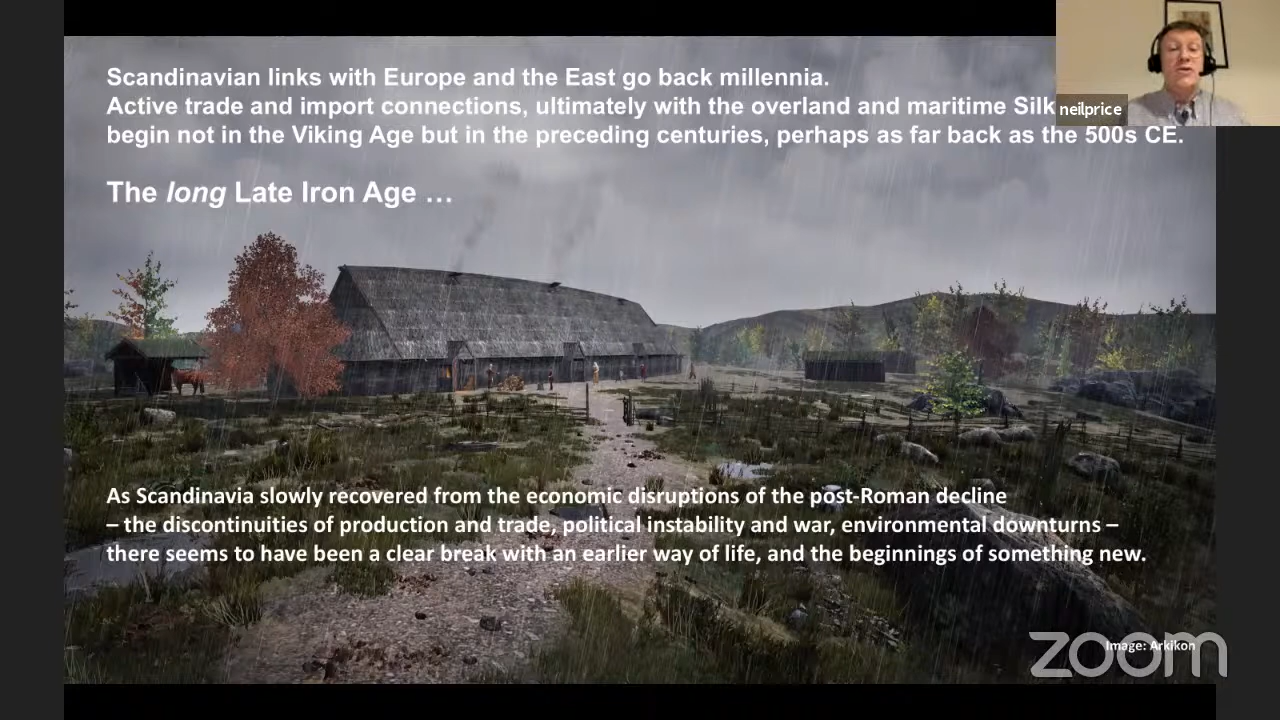 Scandinavian links with Europe and the East go back millennia.
Active trade and import connections, ultimately with the overland and maritime Silk
begin not in the Viking Age but in the preceding centuries, perhaps as far back as the 500s CE.
The long Late Iron Age …
neilprice
As Scandinavia slowly recovered from the economic disruptions of the post-Roman decline
– the discontinuities of production and trade, political instability and war, environmental downturns –
there seems to have been a clear break with an earlier way of life, and the beginnings of something new.
Image: Arkikon
zoom